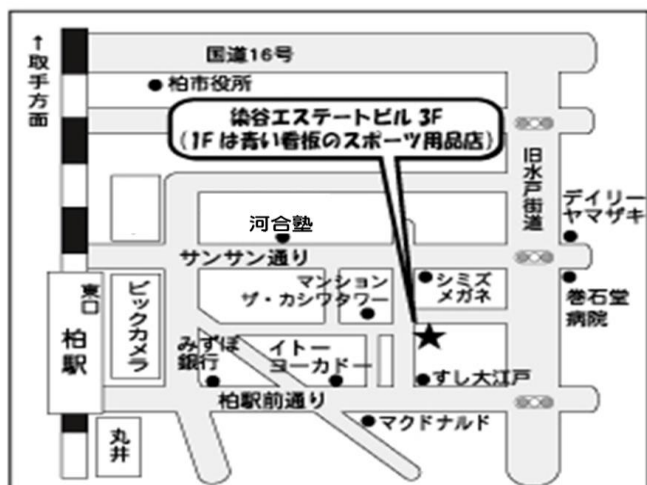 ↑取手方面
国道16号
柏市役所
染谷エステートビル 3F
(1Fは青い看板のスポーツ用品店)
旧水戸街道
デイリー
ヤマザキ
河合塾
サンサン通り
マンション
ザ・カシワタワー
シミズ
メガネ
巻石堂
病院
東口
柏駅
ビックカメラ
みずほ
銀行
イトー
ヨーカドー
すし大江戸
柏駅前通り
マクドナルド
丸井